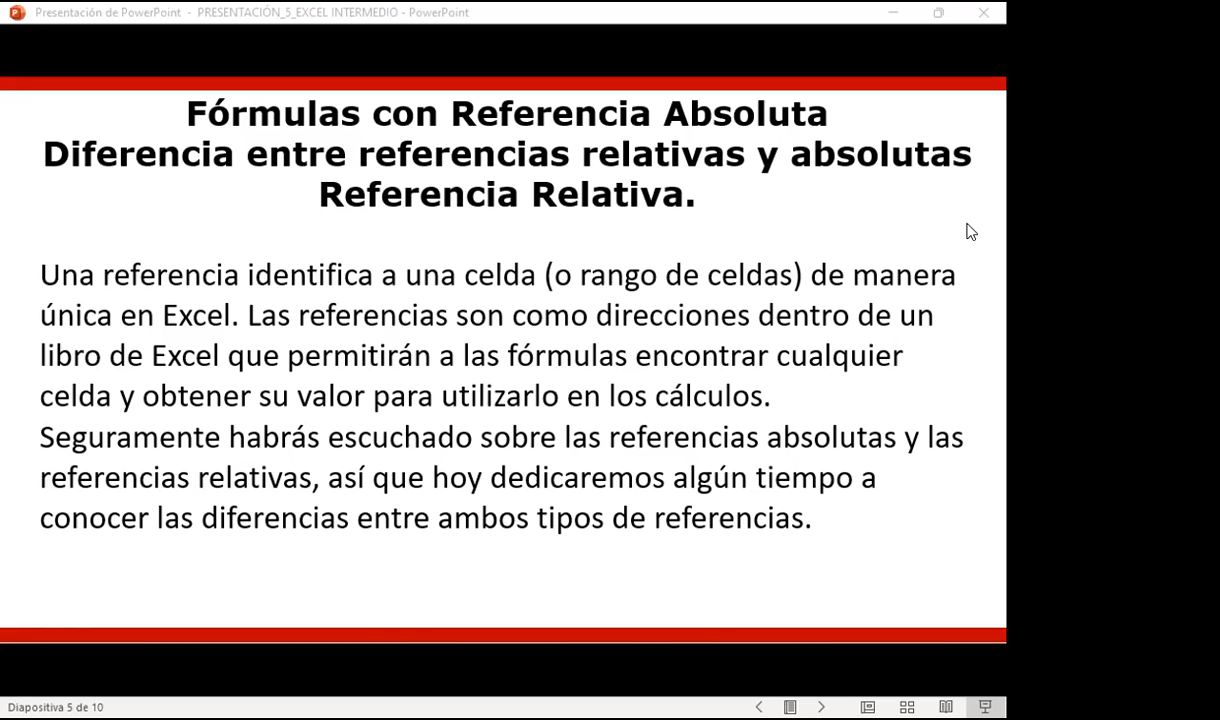 Presentación de PowerPoint - PRESENTACIÓN_5_EXCEL INTERMEDIO - PowerPoint
Fórmulas con Referencia Absoluta
Diferencia entre referencias relativas y absolutas
Referencia Relativa.
Una referencia identifica a una celda (o rango de celdas) de manera
única en Excel. Las referencias son como direcciones dentro de un
libro de Excel que permitirán a las fórmulas encontrar cualquier
celda y obtener su valor para utilizarlo en los cálculos.
Seguramente habrás escuchado sobre las referencias absolutas y las
referencias relativas, así que hoy dedicaremos algún tiempo a
conocer las diferencias entre ambos tipos de referencias.
Diapositiva 5 de 10